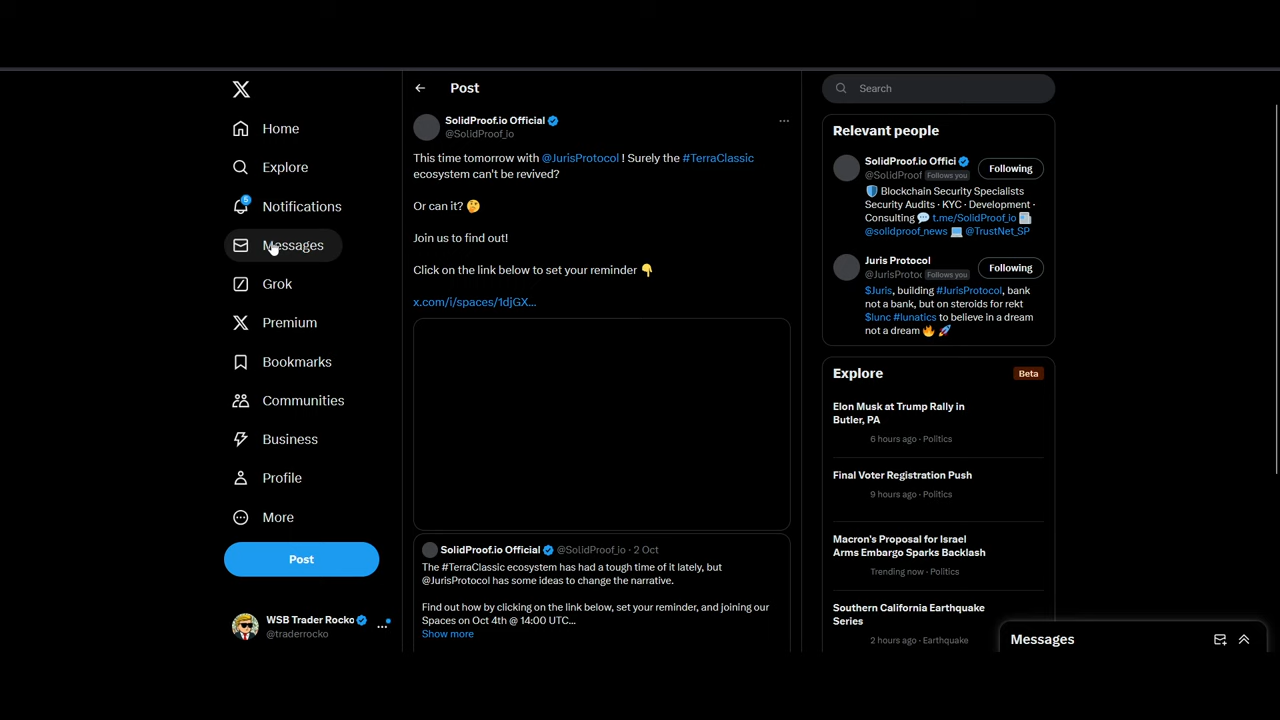 Home
Explore
5
Notifications
Messages
Grok
Premium
Bookmarks
Communities
Business
Profile
More
Post
WSB Trader Rocko
@traderrocko
Post
SolidProof.io Official
@SolidProof_io
This time tomorrow with @JurisProtocol ! Surely the #TerraClassic
ecosystem can't be revived?
Or can it? 🤔
Join us to find out!
Click on the link below to set your reminder 👇
x.com/i/spaces/1djGX...
SolidProof.io Official @SolidProof_io · 2 Oct
The #TerraClassic ecosystem has had a tough time of it lately, but
@JurisProtocol has some ideas to change the narrative.
Find out how by clicking on the link below, set your reminder, and joining our
Spaces on Oct 4th @ 14:00 UTC...
Show more
Search
Relevant people
SolidProof.io Offici
@SolidProof Follows you
Following
🛡️ Blockchain Security Specialists
Security Audits · KYC · Development ·
Consulting 💬 t.me/SolidProof_io 📰
@solidproof_news 💻 @TrustNet_SP
Juris Protocol
@JurisProtoc Follows you
Following
$Juris, building #JurisProtocol, bank
not a bank, but on steroids for rekt
$lunc #lunatics to believe in a dream
not a dream 🔥 🚀
Explore
Beta
Elon Musk at Trump Rally in
Butler, PA
6 hours ago · Politics
Final Voter Registration Push
9 hours ago · Politics
Macron's Proposal for Israel
Arms Embargo Sparks Backlash
Trending now · Politics
Southern California Earthquake
Series
2 hours ago · Earthquake
Messages